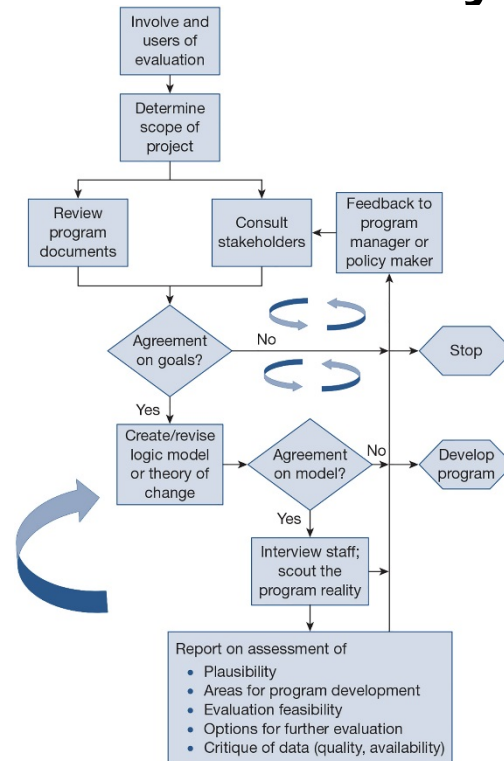 Involve and
users of
evaluation
Determine
scope of
project
Review
program
documents
Consult
stakeholders
Feedback to
program
manager or
policy maker
Agreement
on goals?
No
Stop
Yes
Create/revise
logic model
or theory of
change
Agreement
on model?
No
Develop
program
Yes
Interview staff;
scout the
program reality
Report on assessment of
• Plausibility
• Areas for program development
• Evaluation feasibility
• Options for further evaluation
• Critique of data (quality, availability)